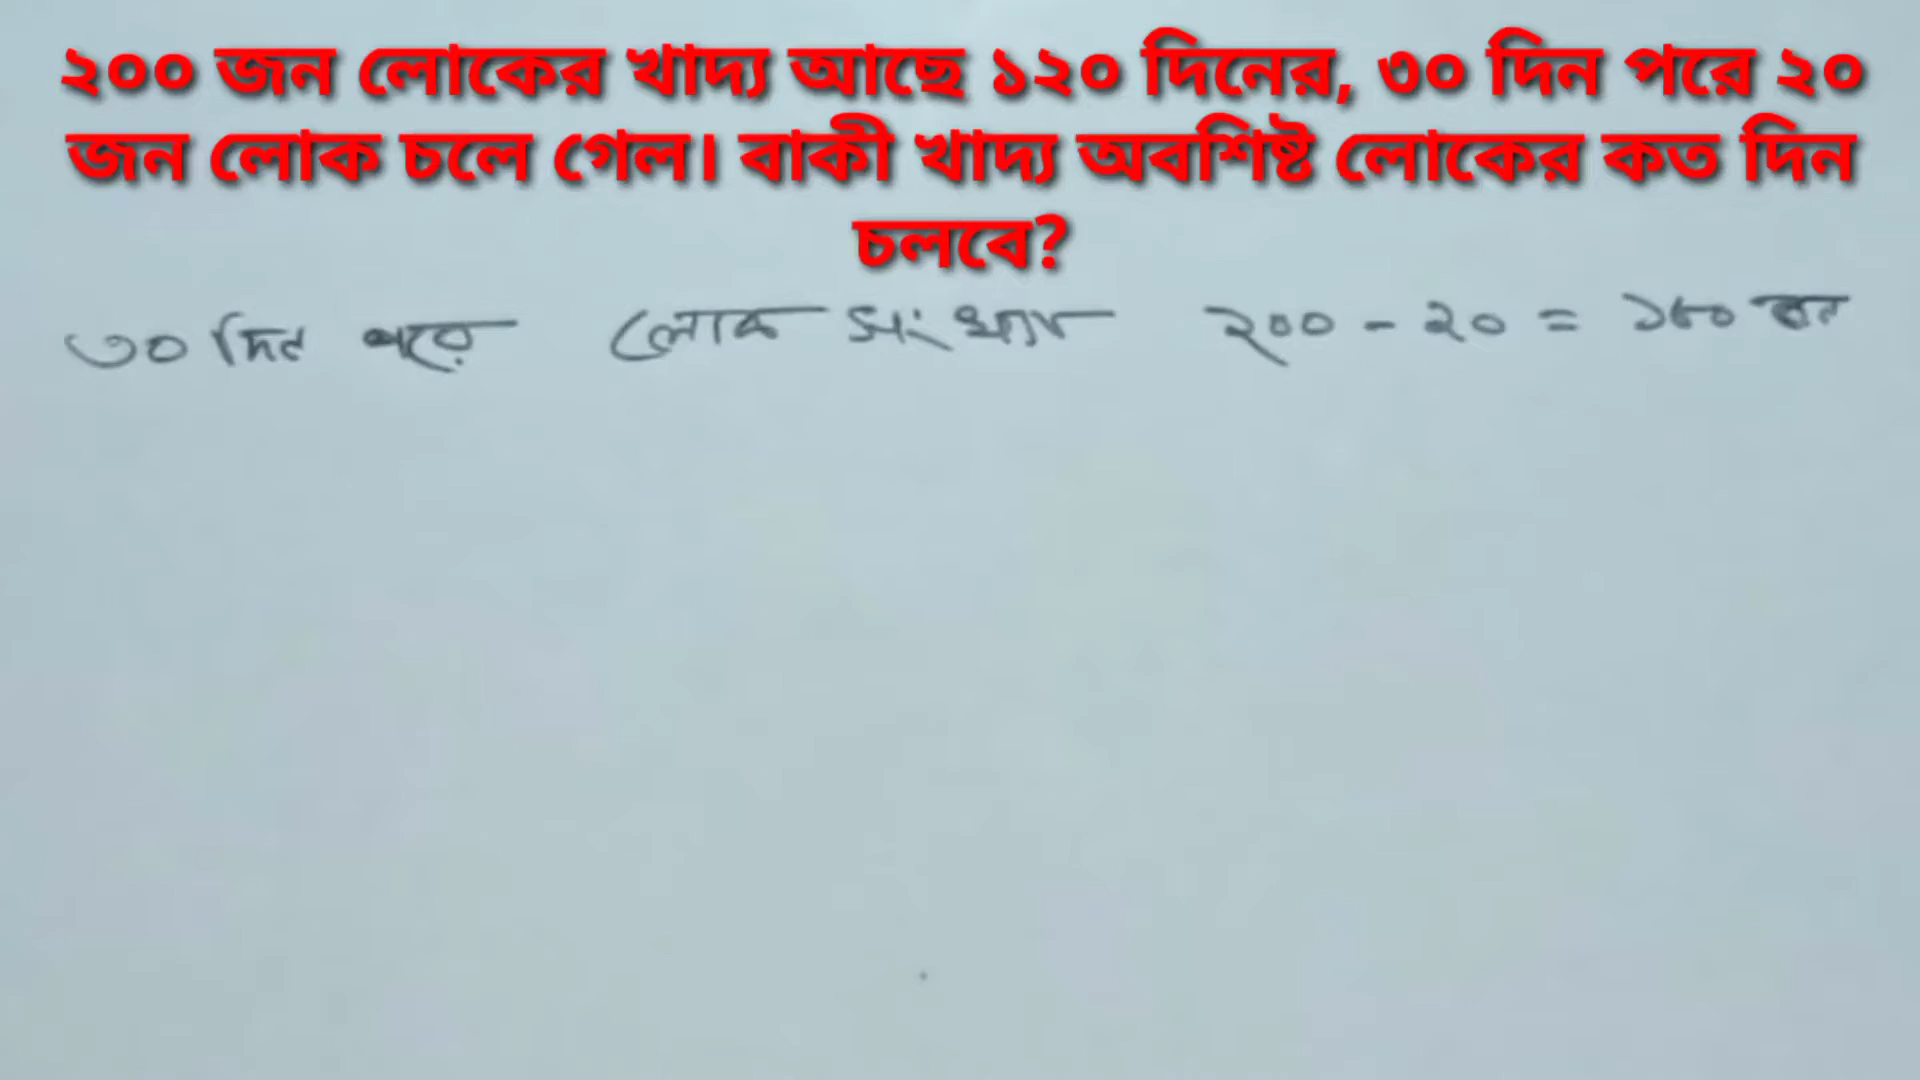 ২০০ জন লোকের খাদ্য আছে ১২০ দিনের, ৩০ দিন পরে ২০
জন লোক চলে গেল। বাকী খাদ্য অবশিষ্ট লোকের কত দিন
চলবে?
৩০ দিন পরে লোক সংখ্যা ২০০ - ২০ = ১৮০ জন